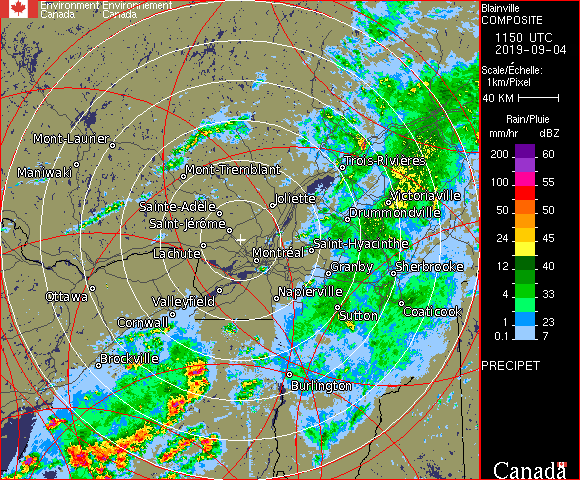 Environment Environnement
Canada Canada
Blainville
COMPOSITE
1150 UTC
2019-09-04
Scale/Échelle:
1km/Pixel
40 KM
Rain/Pluie
mm/hr dBZ
200 60
100 55
50 50
24 45
12 40
4 33
1 23
0.1 7
PRECIPET
Canada
Mont-Laurier
Maniwaki
Mont-Tremblant
Trois-Rivieres
Victoriaville
Sainte-Adele
Joliette
Drummondville
Saint-Jérôme
Lachute
Montréal
Saint-Hyacinthe
Granby
Sherbrooke
Ottawa
Valleyfield
Napierville
Coaticook
Cornwall
Sutton
Brockville
Burlington